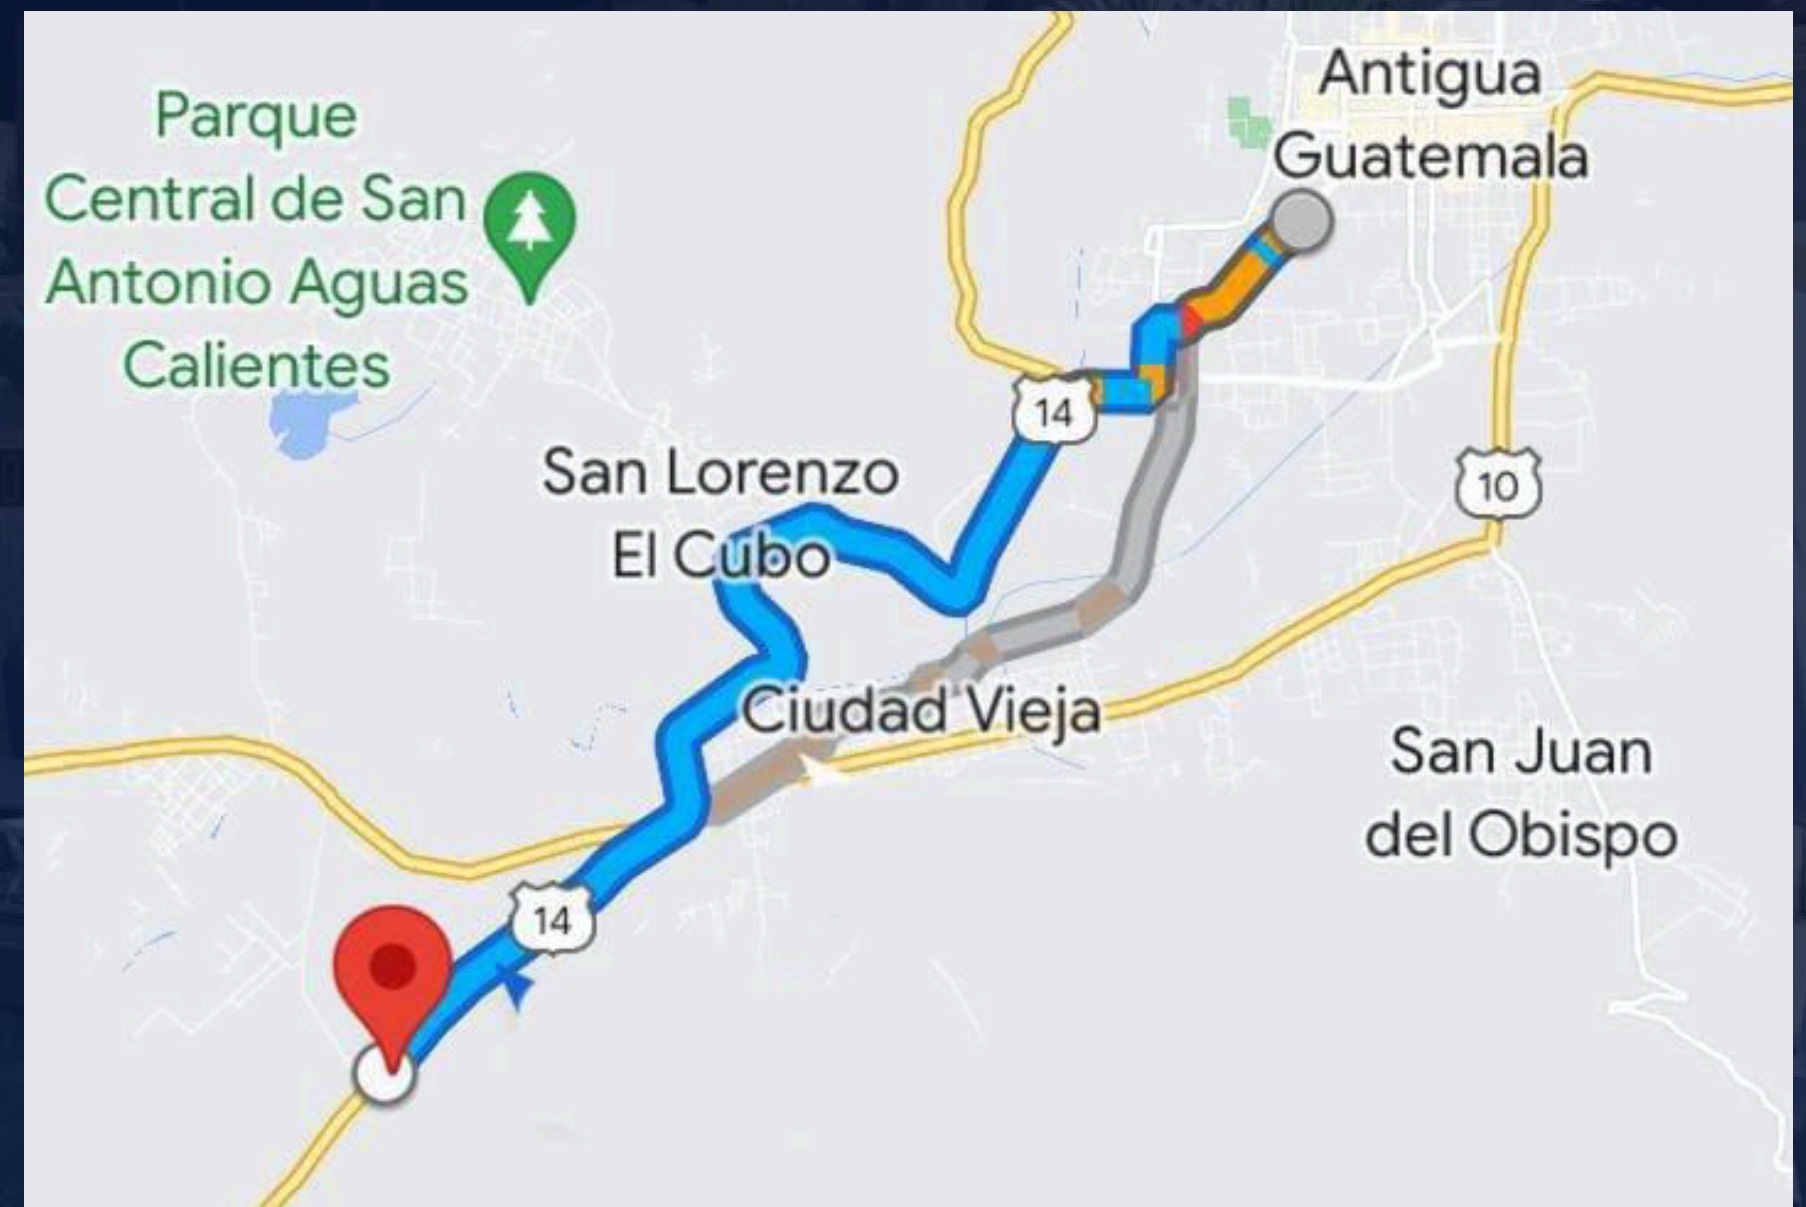 Antigua
Guatemala
Parque
Central de San
Antonio Aguas
Calientes
14
San Lorenzo
El Cubo
10
Ciudad Vieja
San Juan
del Obispo
14